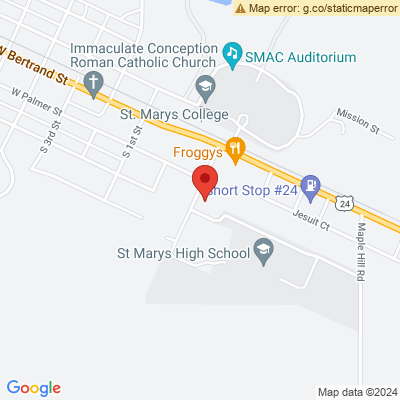 Map error: g.co/staticmaperror
W Bertrand St
Immaculate Conception
Roman Catholic Church
SMAC Auditorium
W Palmer St
St. Marys College
Mission St
S 3rd St
S 1st St
Froggys
Short Stop #24
24
Jesuit Ct
Maple Hill Rd
St Marys High School
Google
Map data ©2024